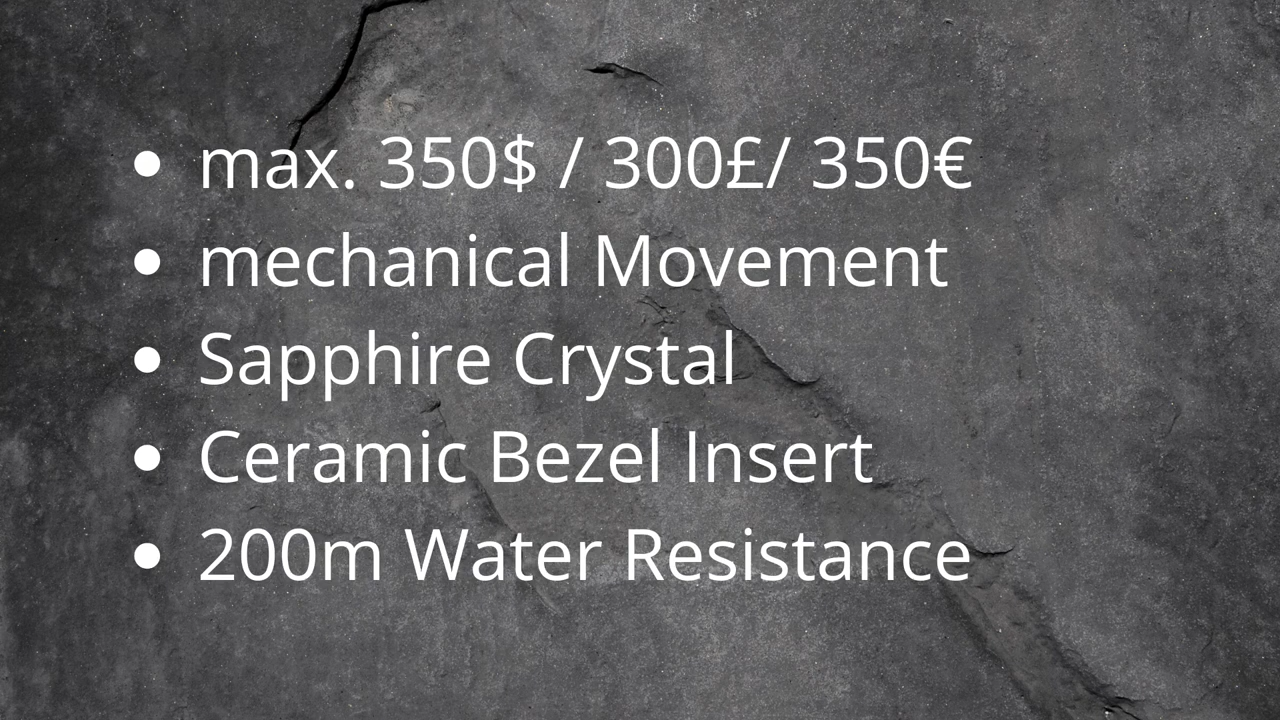 • max. 350$ / 300£/ 350€
• mechanical Movement
• Sapphire Crystal
• Ceramic Bezel Insert
• 200m Water Resistance